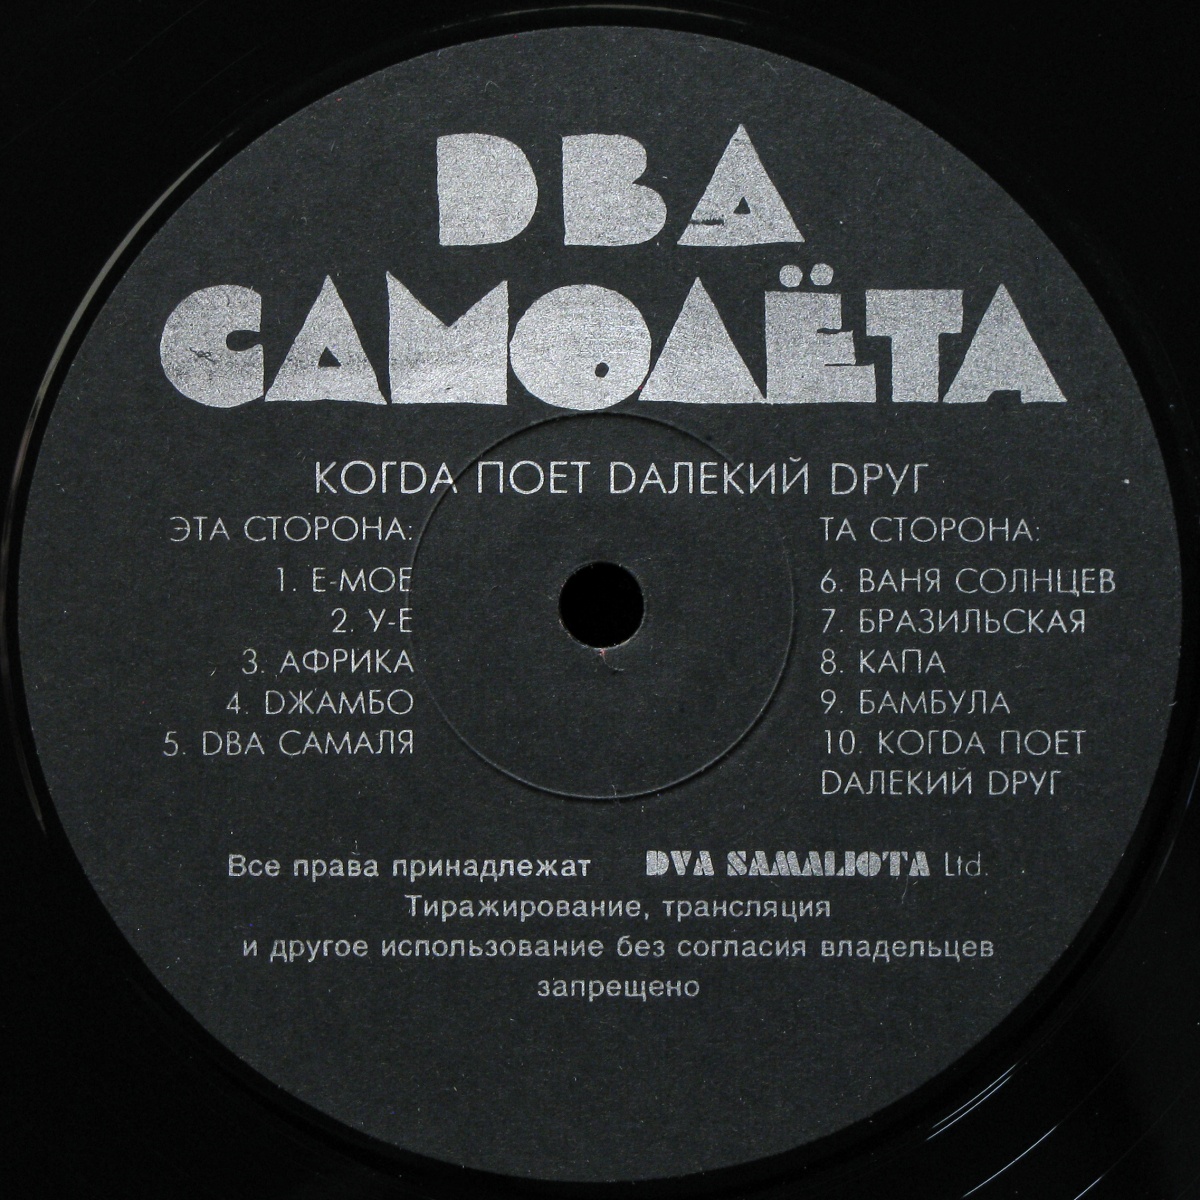 DВА
САМОЛЁТА
КОГDА ПОЕТ DАЛЕКИЙ DРУГ
ЭТА СТОРОНА:
1. Е-МОЕ
2. У-Е
3. АФРИКА
4. DЖАМБО
5. DВА САМАЛЯ
ТА СТОРОНА:
6. ВАНЯ СОЛНЦЕВ
7. БРАЗИЛЬСКАЯ
8. КАПА
9. БАМБУЛА
10. КОГDА ПОЕТ
DАЛЕКИЙ DРУГ
Все права принадлежат DVA SAMALIOTA Ltd.
Тиражирование, трансляция
и другое использование без согласия владельцев
запрещено